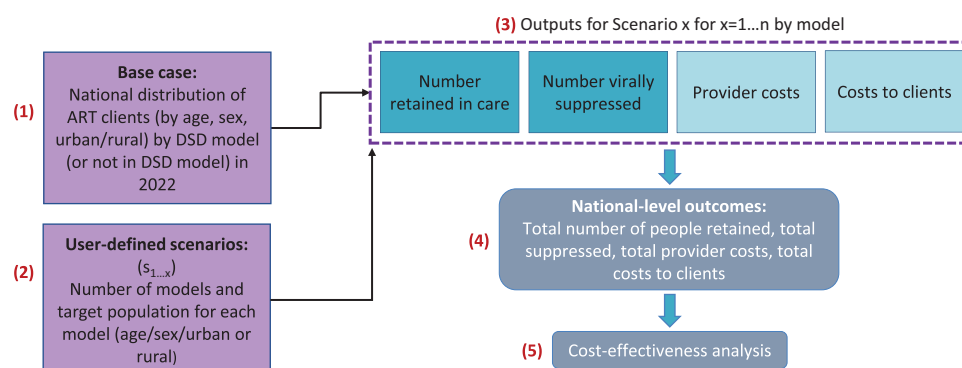 (3) Outputs for Scenario x for x=1...n by model
(1)
Base case:
National distribution of
ART clients (by age, sex,
urban/rural) by DSD model
(or not in DSD model) in
2022
Number
retained in care
Number virally
suppressed
Provider costs
Costs to clients
(2)
User-defined scenarios:
(s1...x)
Number of models and
target population for each
model (age/sex/urban or
rural)
(4)
National-level outcomes:
Total number of people retained, total
suppressed, total provider costs, total
costs to clients
(5)
Cost-effectiveness analysis